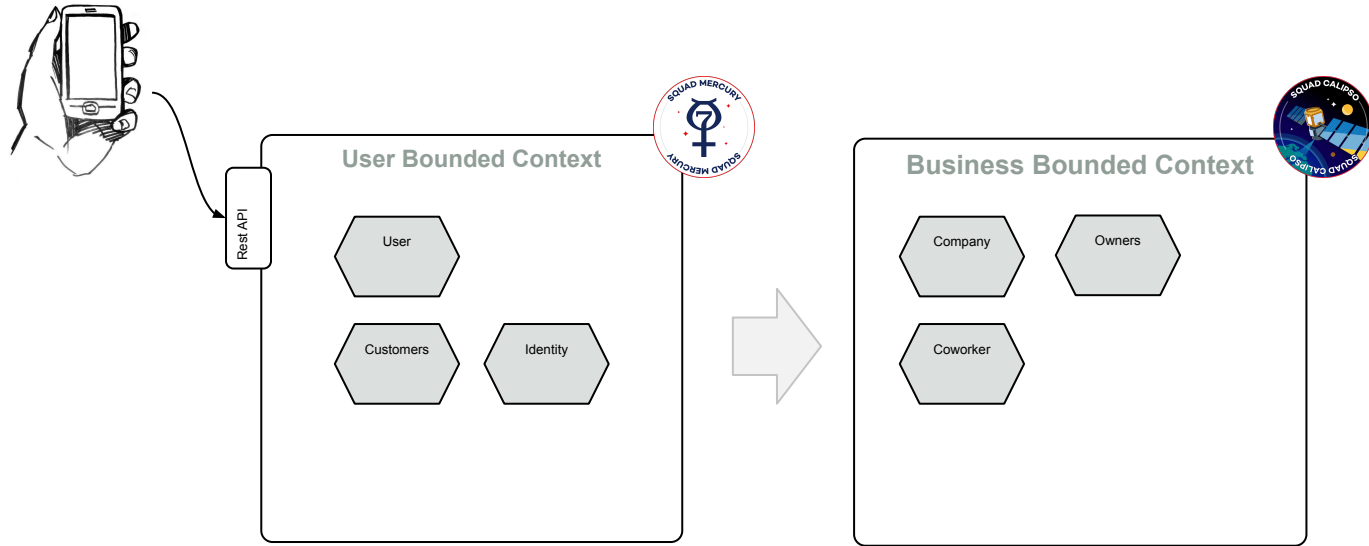 SQUAD MERCURY
7
SQUAD MERCURY
SQUAD CALIPSO
SQUAD CALIPSO
User Bounded Context
Business Bounded Context
Rest API
User
Company
Owners
Customers
Identity
Coworker